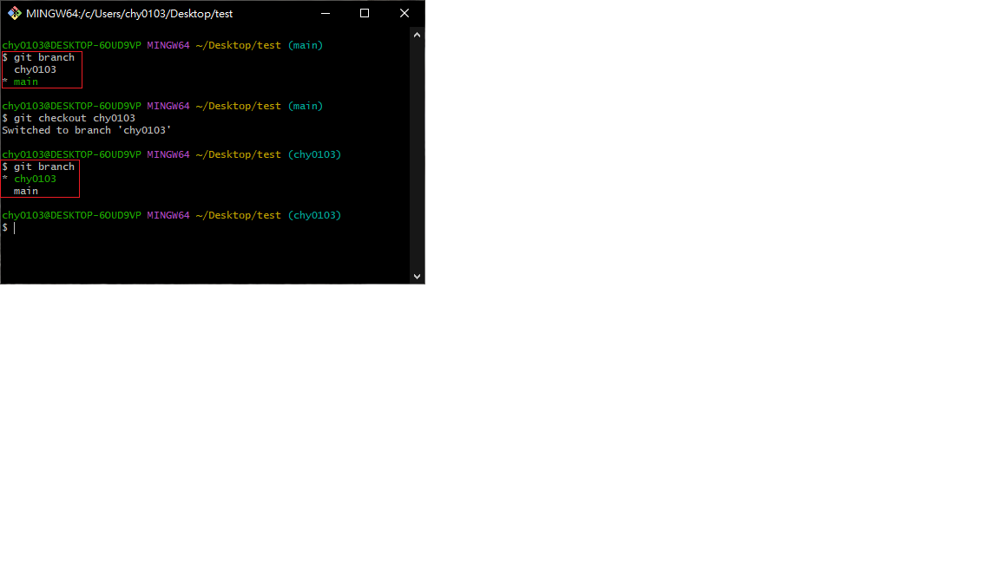 MINGW64:/c/Users/chy0103/Desktop/test
chy0103@DESKTOP-6OUD9VP MINGW64 ~/Desktop/test (main)
$ git branch
  chy0103
* main
chy0103@DESKTOP-6OUD9VP MINGW64 ~/Desktop/test (main)
$ git checkout chy0103
Switched to branch 'chy0103'
chy0103@DESKTOP-6OUD9VP MINGW64 ~/Desktop/test (chy0103)
$ git branch
* chy0103
  main
chy0103@DESKTOP-6OUD9VP MINGW64 ~/Desktop/test (chy0103)
$